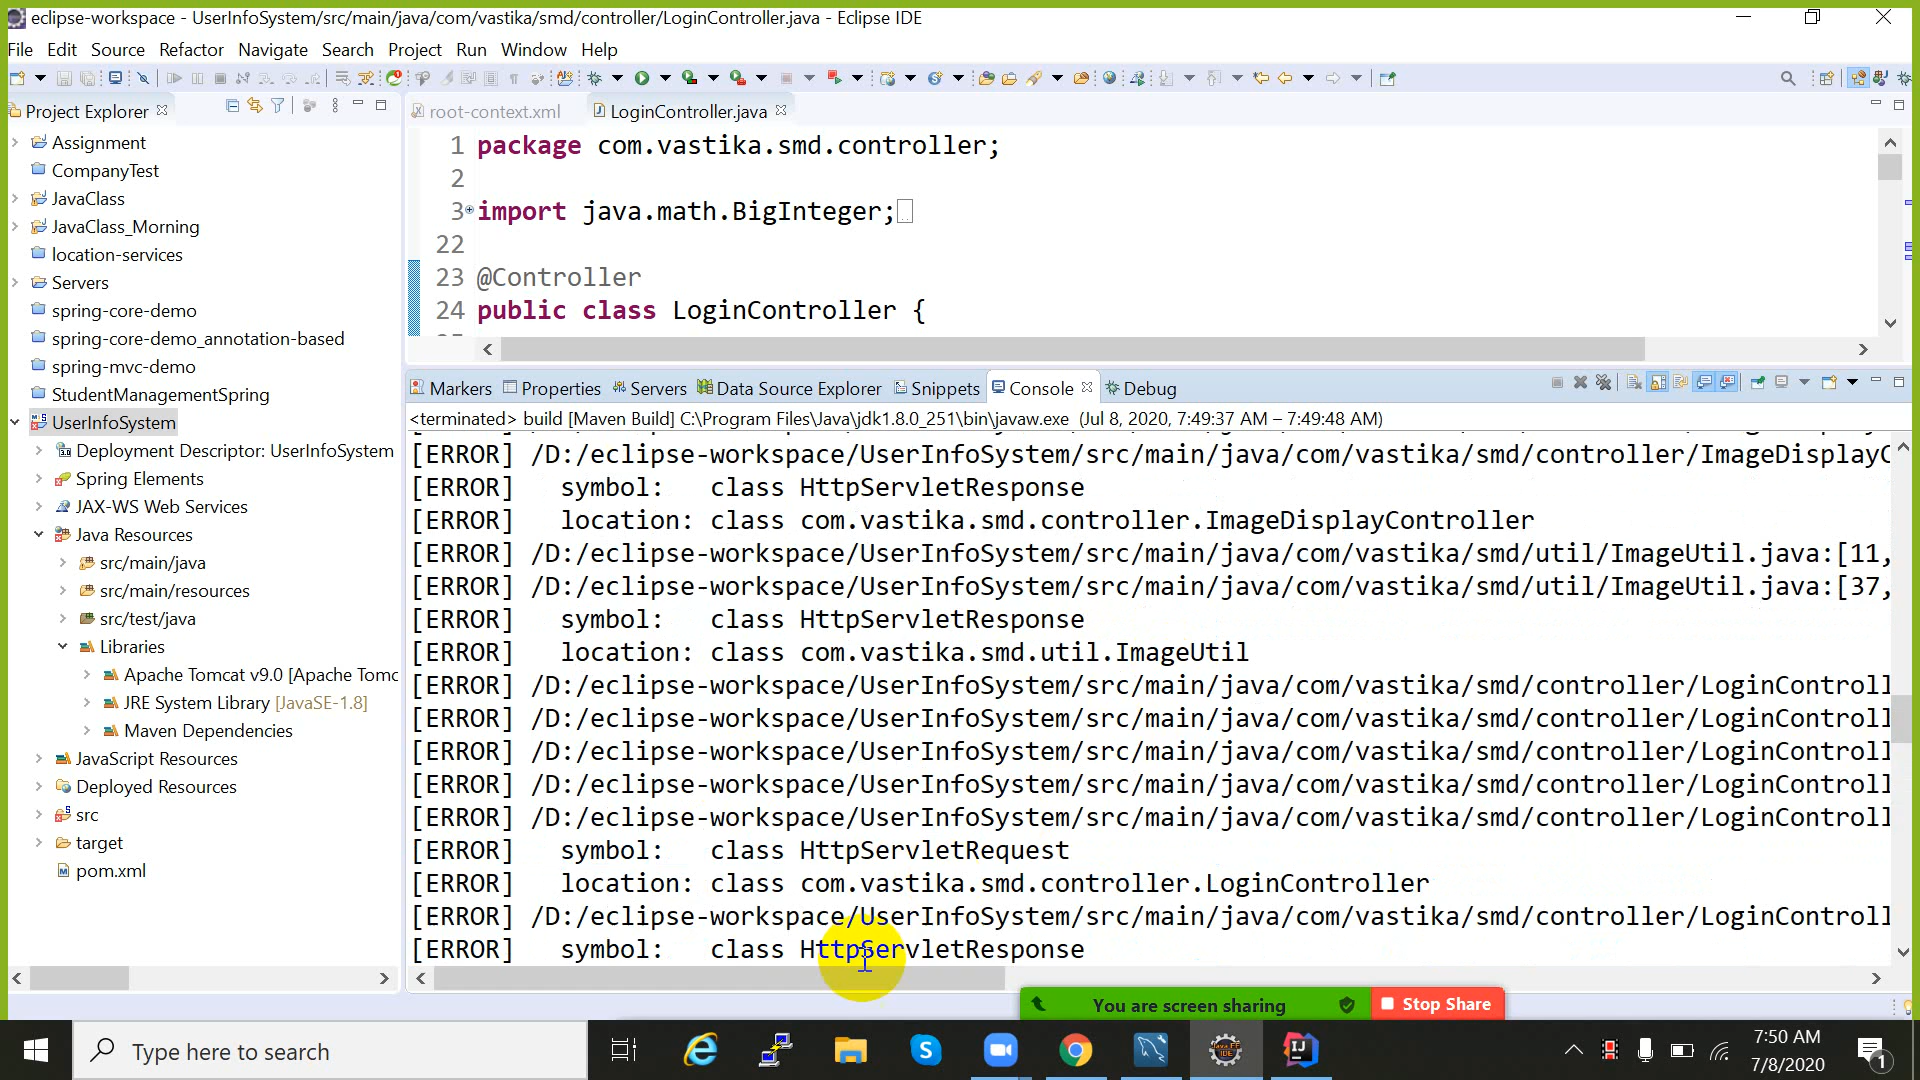 eclipse-workspace - UserInfoSystem/src/main/java/com/vastika/smd/controller/LoginController.java - Eclipse IDE
File Edit Source Refactor Navigate Search Project Run Window Help
Project Explorer
root-context.xml LoginController.java
Assignment
CompanyTest
JavaClass
JavaClass_Morning
location-services
Servers
spring-core-demo
spring-core-demo_annotation-based
spring-mvc-demo
StudentManagementSpring
UserInfoSystem
Deployment Descriptor: UserInfoSystem
Spring Elements
JAX-WS Web Services
Java Resources
src/main/java
src/main/resources
src/test/java
Libraries
Apache Tomcat v9.0 [Apache Tomc
JRE System Library [JavaSE-1.8]
Maven Dependencies
JavaScript Resources
Deployed Resources
src
target
pom.xml
1 package com.vastika.smd.controller;
2
3 import java.math.BigInteger;
22
23 @Controller
24 public class LoginController {
Markers Properties Servers Data Source Explorer Snippets Console Debug
<terminated> build [Maven Build] C:\Program Files\Java\jdk1.8.0_251\bin\javaw.exe (Jul 8, 2020, 7:49:37 AM – 7:49:48 AM)
[ERROR] /D:/eclipse-workspace/UserInfoSystem/src/main/java/com/vastika/smd/controller/ImageDisplayC
[ERROR] symbol: class HttpServletResponse
[ERROR] location: class com.vastika.smd.controller.ImageDisplayController
[ERROR] /D:/eclipse-workspace/UserInfoSystem/src/main/java/com/vastika/smd/util/ImageUtil.java:[11,
[ERROR] /D:/eclipse-workspace/UserInfoSystem/src/main/java/com/vastika/smd/util/ImageUtil.java:[37,
[ERROR] symbol: class HttpServletResponse
[ERROR] location: class com.vastika.smd.util.ImageUtil
[ERROR] /D:/eclipse-workspace/UserInfoSystem/src/main/java/com/vastika/smd/controller/LoginControll
[ERROR] /D:/eclipse-workspace/UserInfoSystem/src/main/java/com/vastika/smd/controller/LoginControll
[ERROR] /D:/eclipse-workspace/UserInfoSystem/src/main/java/com/vastika/smd/controller/LoginControll
[ERROR] /D:/eclipse-workspace/UserInfoSystem/src/main/java/com/vastika/smd/controller/LoginControll
[ERROR] /D:/eclipse-workspace/UserInfoSystem/src/main/java/com/vastika/smd/controller/LoginControll
[ERROR] symbol: class HttpServletRequest
[ERROR] location: class com.vastika.smd.controller.LoginController
[ERROR] /D:/eclipse-workspace/UserInfoSystem/src/main/java/com/vastika/smd/controller/LoginControll
[ERROR] symbol: class HttpServletResponse
You are screen sharing Stop Share
Type here to search
7:50 AM
7/8/2020
1